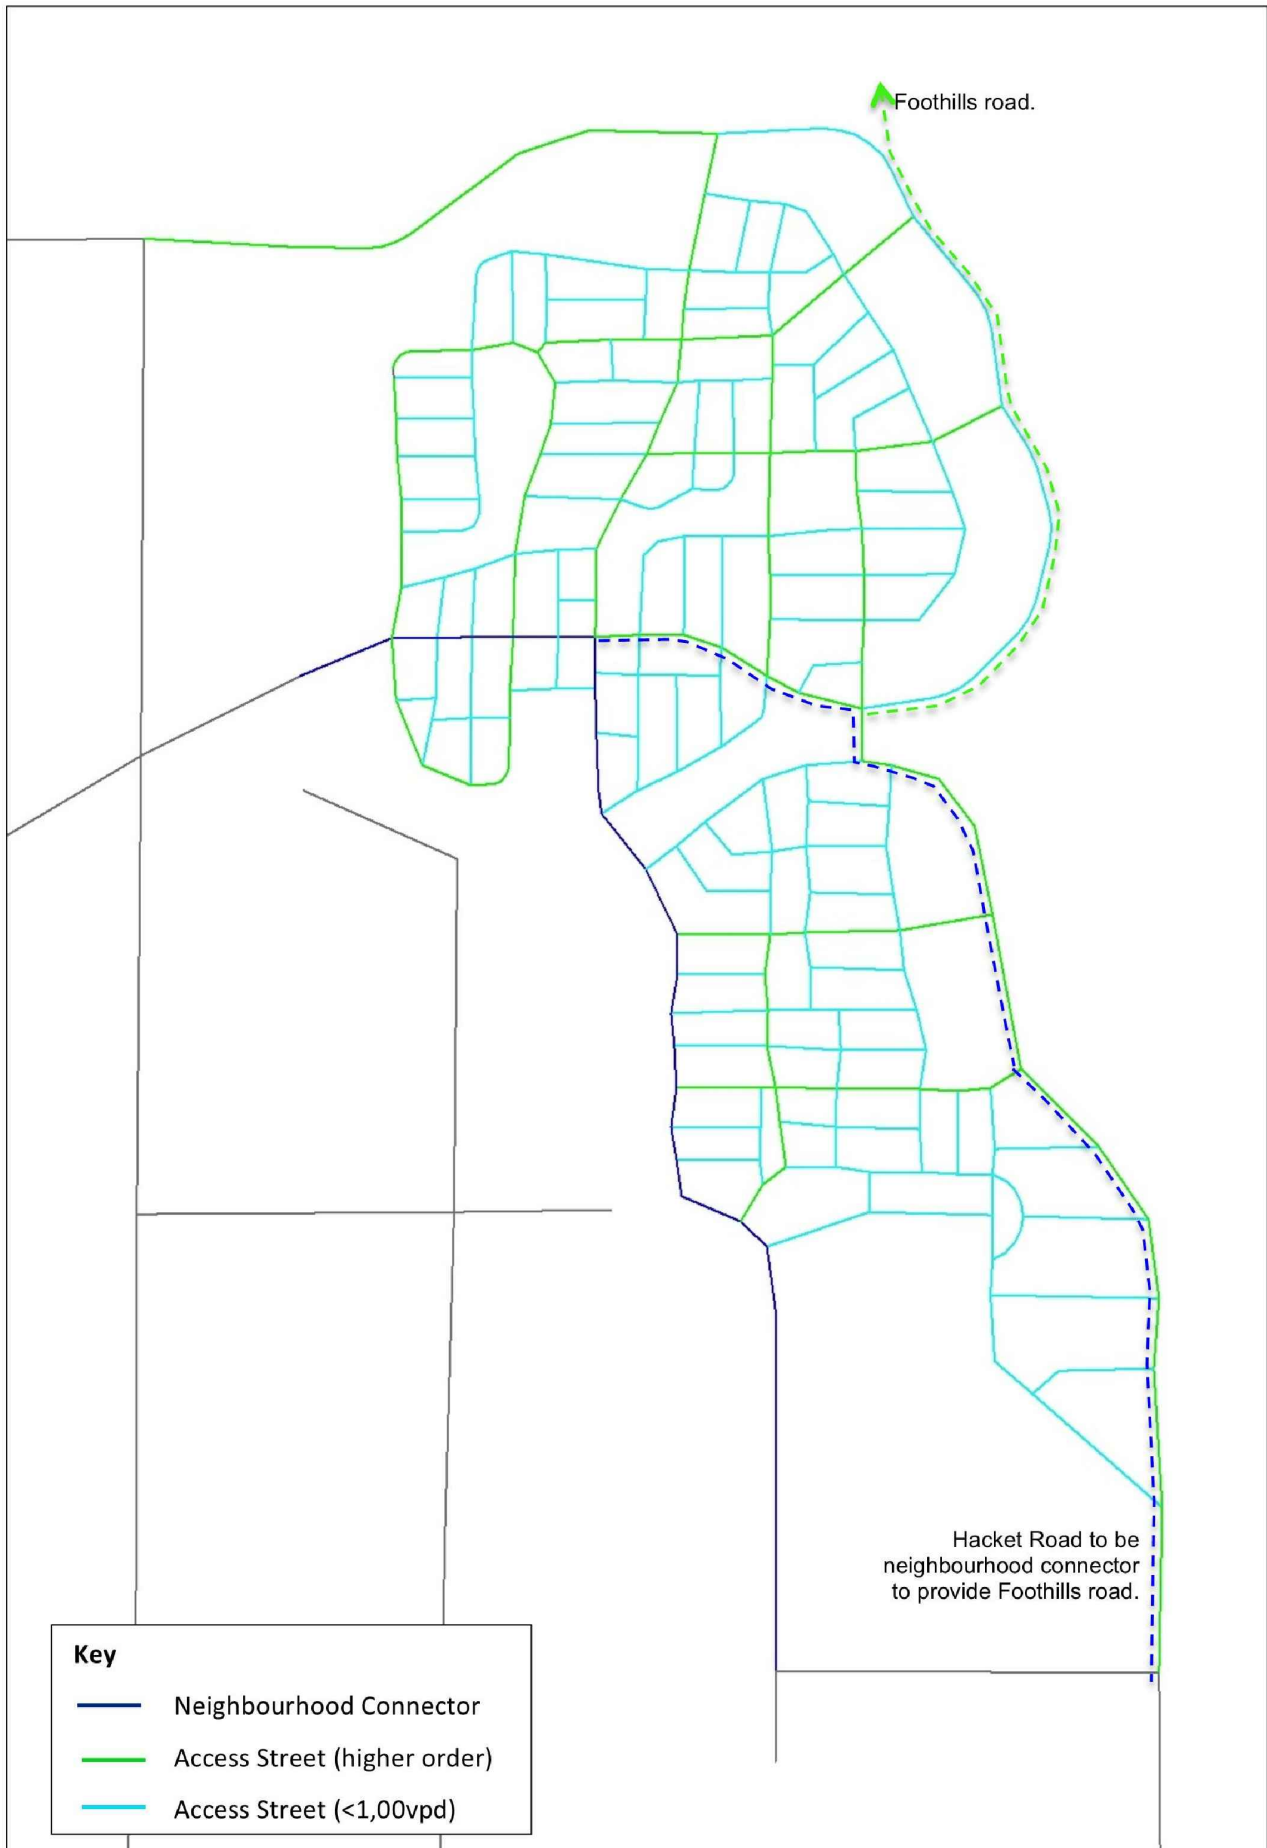 Foothills road.
Hacket Road to be
neighbourhood connector
to provide Foothills road.
Key
Neighbourhood Connector
Access Street (higher order)
Access Street (<1,00vpd)